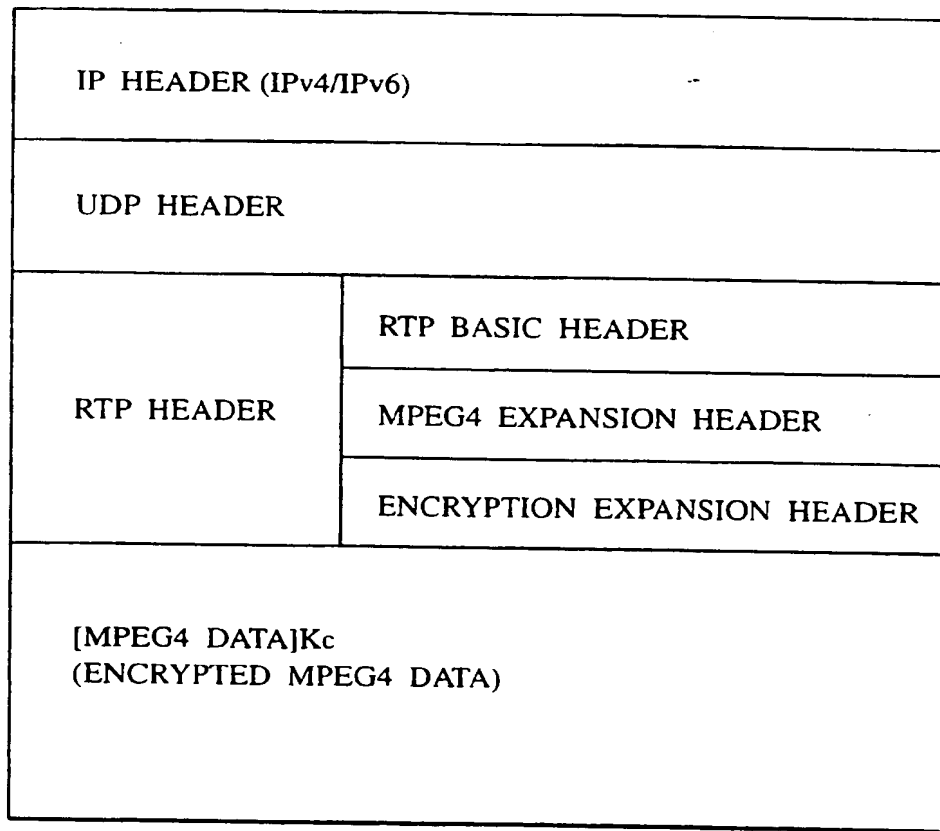 IP HEADER (IPv4/IPv6)
UDP HEADER
RTP HEADER
RTP BASIC HEADER
MPEG4 EXPANSION HEADER
ENCRYPTION EXPANSION HEADER
[MPEG4 DATA]Kc
(ENCRYPTED MPEG4 DATA)